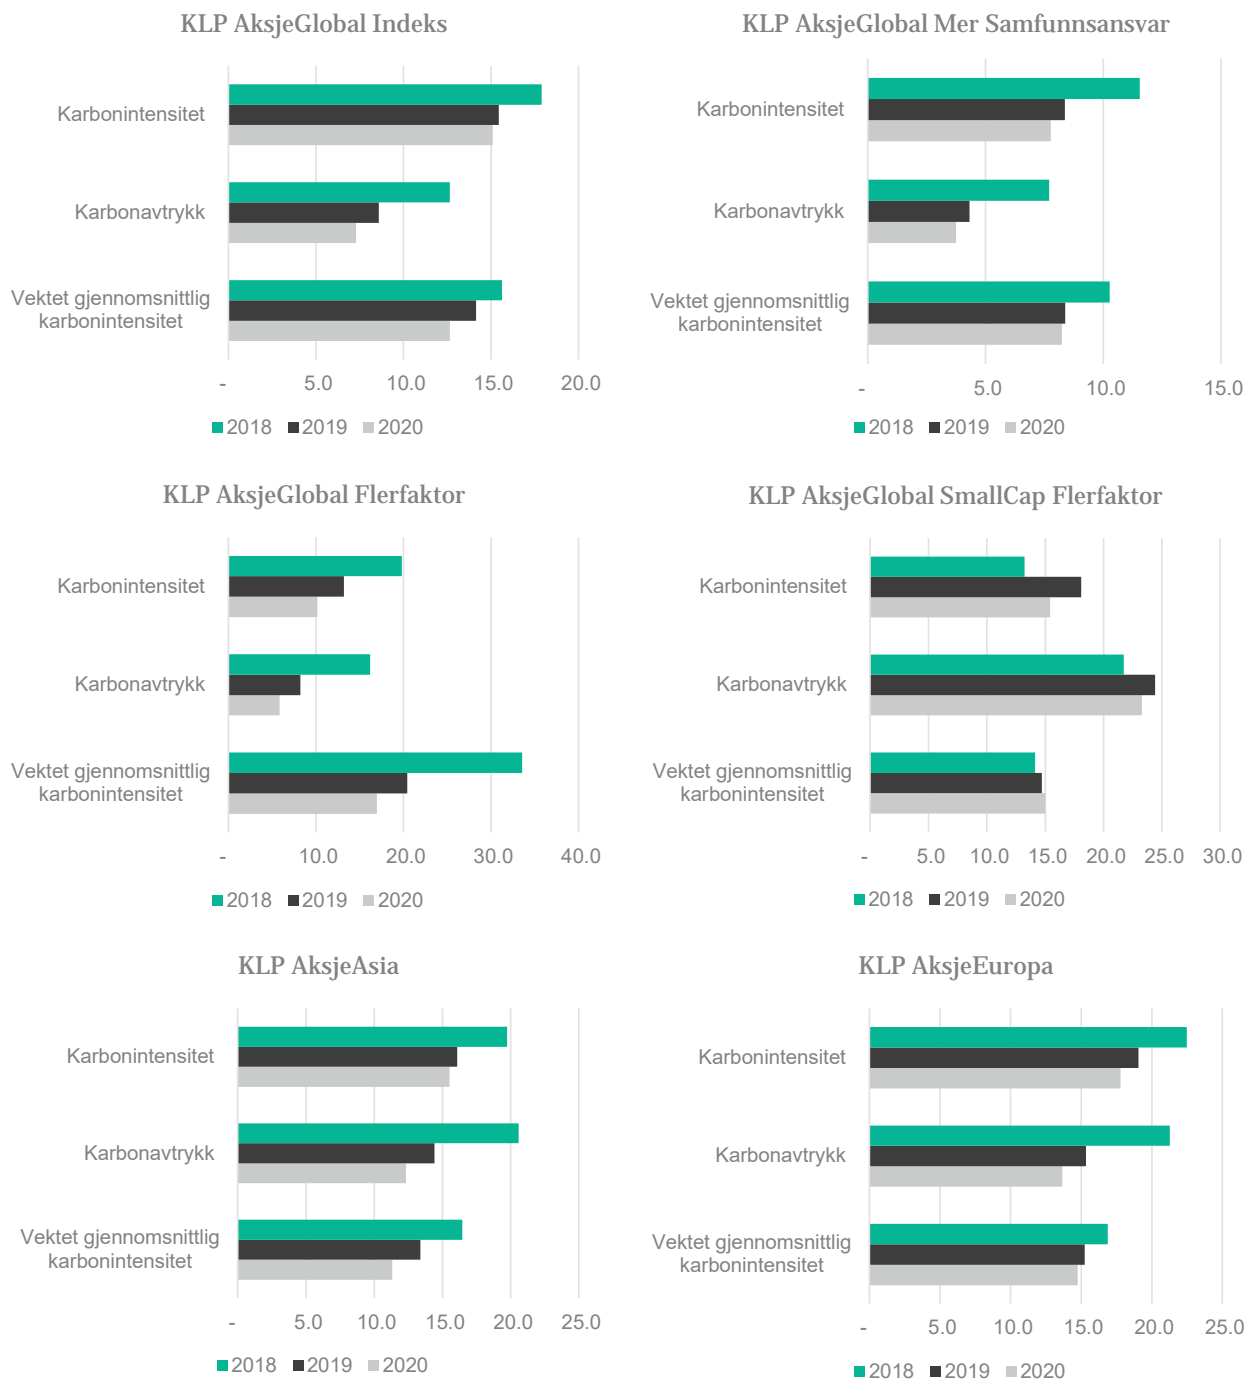 KLP AksjeGlobal Indeks
Karbonintensitet
Karbonavtrykk
Vektet gjennomsnittlig
karbonintensitet
- 5.0 10.0 15.0 20.0
2018 2019 2020
KLP AksjeGlobal Mer Samfunnsansvar
Karbonintensitet
Karbonavtrykk
Vektet gjennomsnittlig
karbonintensitet
- 5.0 10.0 15.0
2018 2019 2020
KLP AksjeGlobal Flerfaktor
Karbonintensitet
Karbonavtrykk
Vektet gjennomsnittlig
karbonintensitet
- 10.0 20.0 30.0 40.0
2018 2019 2020
KLP AksjeGlobal SmallCap Flerfaktor
Karbonintensitet
Karbonavtrykk
Vektet gjennomsnittlig
karbonintensitet
- 5.0 10.0 15.0 20.0 25.0 30.0
2018 2019 2020
KLP AksjeAsia
Karbonintensitet
Karbonavtrykk
Vektet gjennomsnittlig
karbonintensitet
- 5.0 10.0 15.0 20.0 25.0
2018 2019 2020
KLP AksjeEuropa
Karbonintensitet
Karbonavtrykk
Vektet gjennomsnittlig
karbonintensitet
- 5.0 10.0 15.0 20.0 25.0
2018 2019 2020